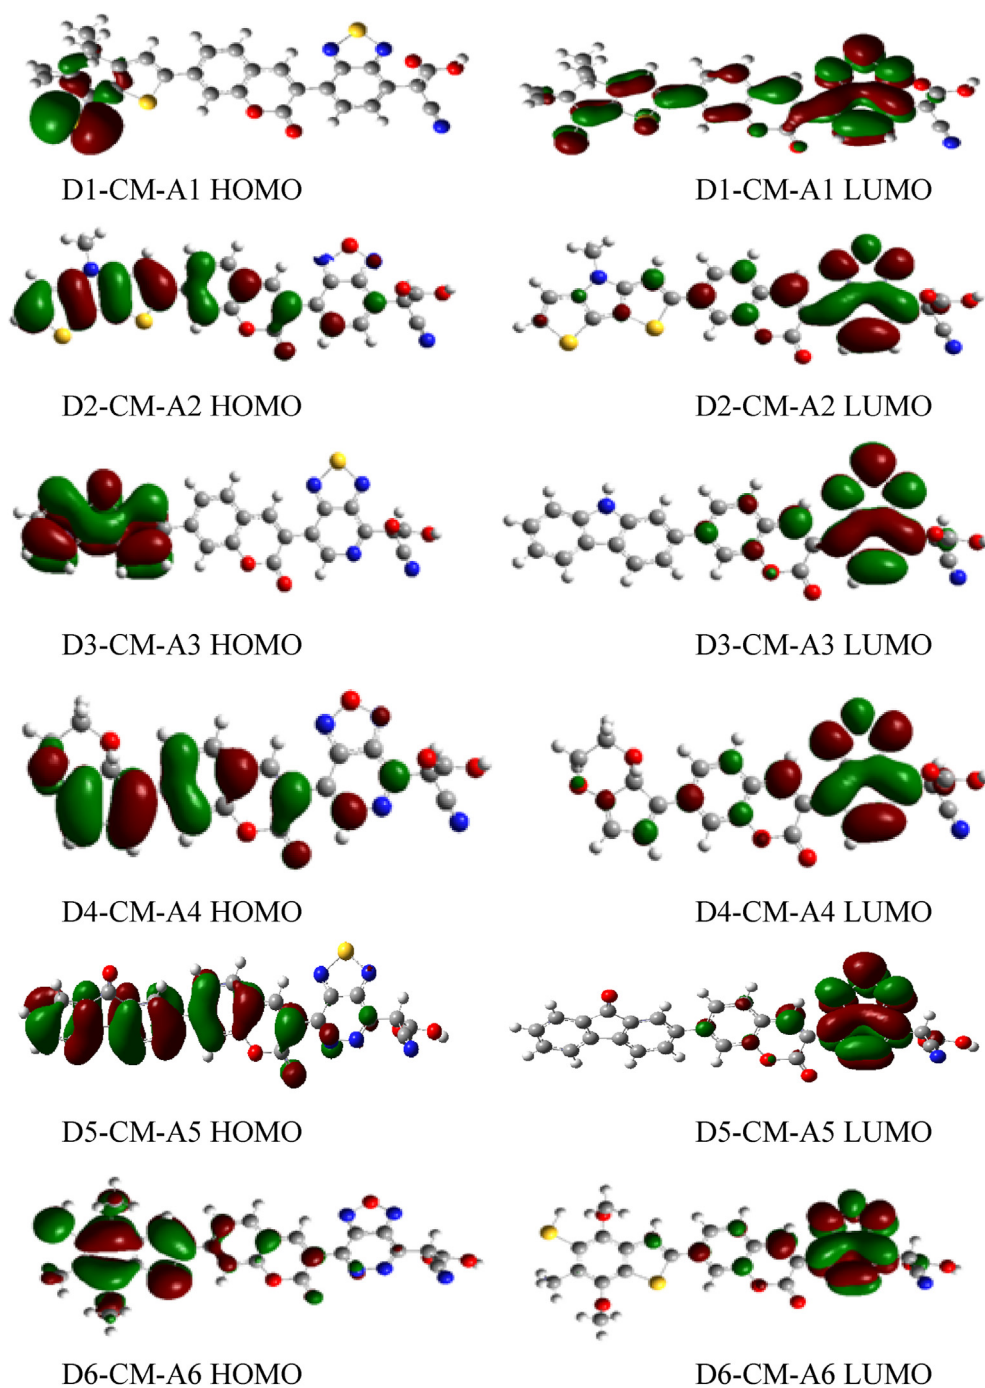 D1-CM-A1 HOMO D1-CM-A1 LUMO
D2-CM-A2 HOMO D2-CM-A2 LUMO
D3-CM-A3 HOMO D3-CM-A3 LUMO
D4-CM-A4 HOMO D4-CM-A4 LUMO
D5-CM-A5 HOMO D5-CM-A5 LUMO
D6-CM-A6 HOMO D6-CM-A6 LUMO